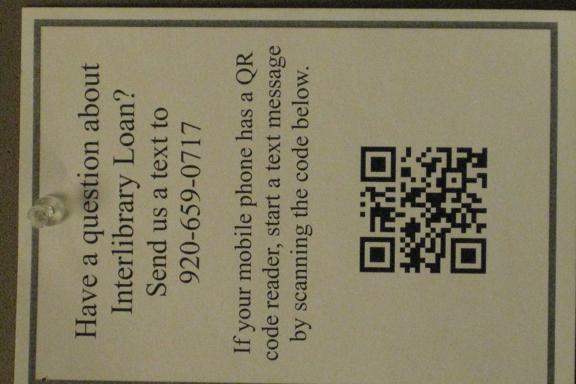 Have a question about
Interlibrary Loan?
Send us a text to
920-659-0717
If your mobile phone has a QR
code reader, start a text message
by scanning the code below.